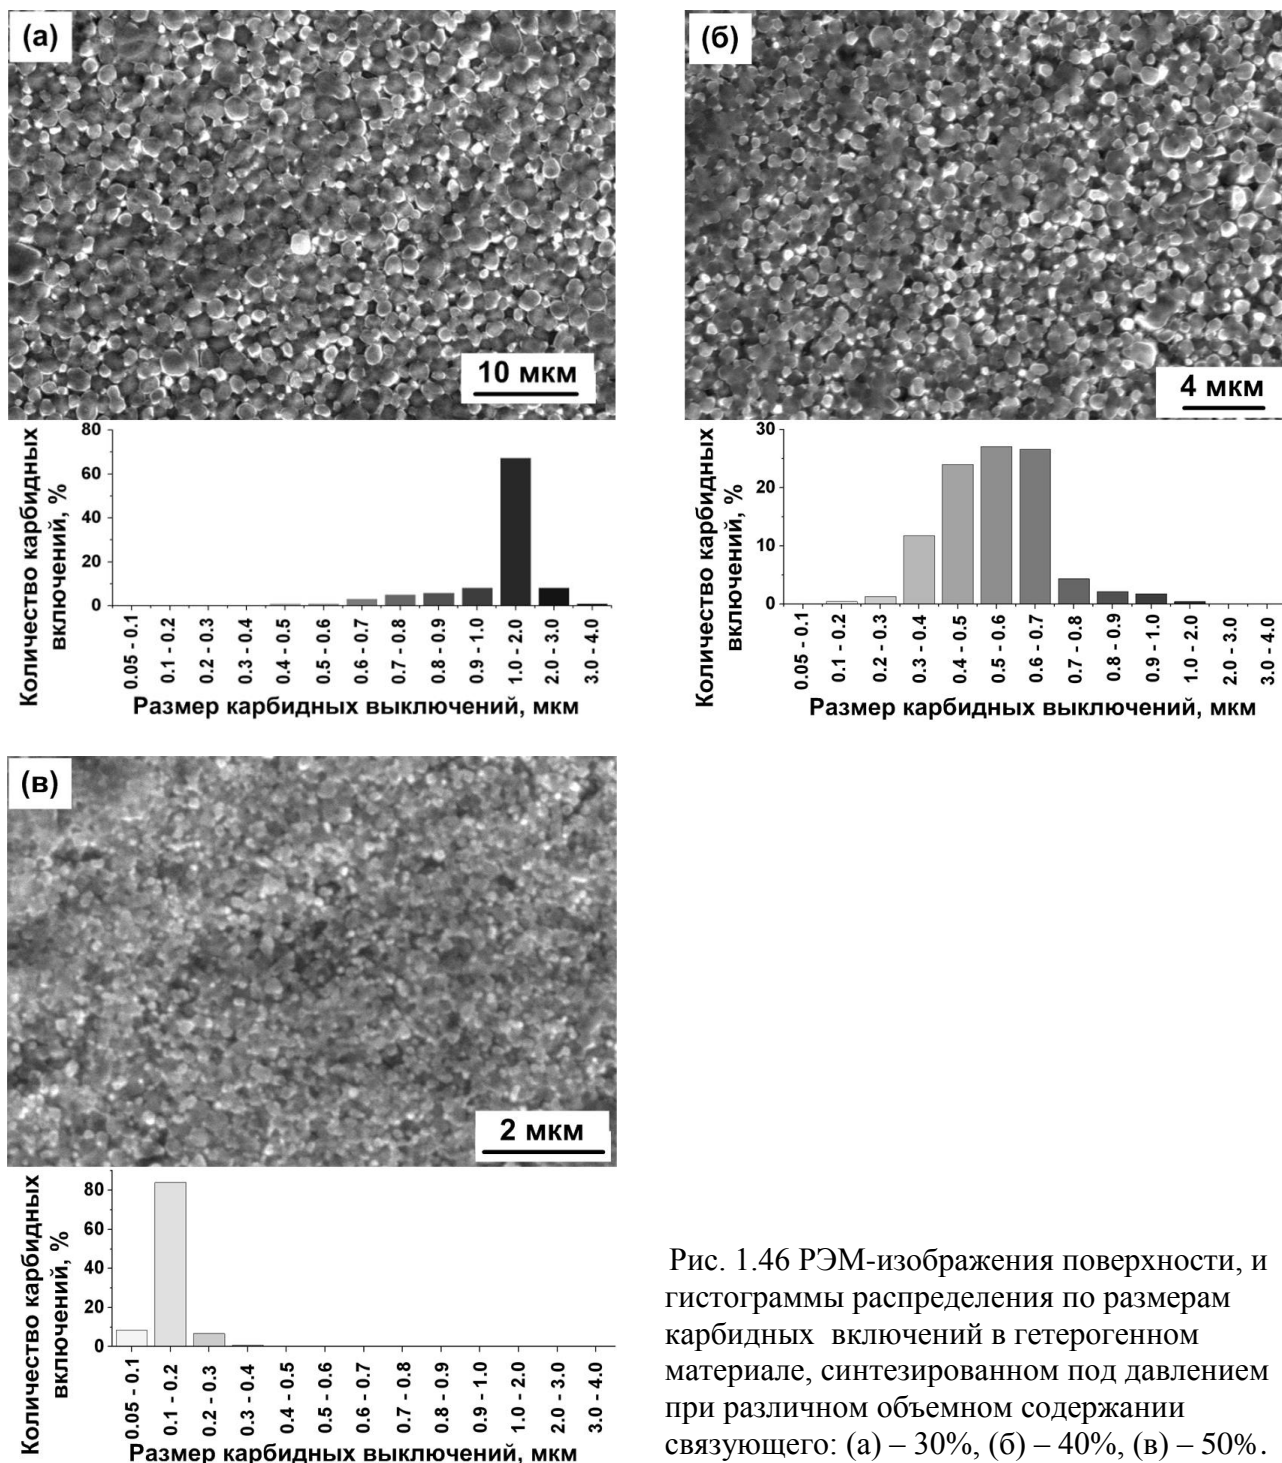 (а)
10 мкм
Количество карбидных
включений, %
80
60
40
20
0
0.05 - 0.1
0.1 - 0.2
0.2 - 0.3
0.3 - 0.4
0.4 - 0.5
0.5 - 0.6
0.6 - 0.7
0.7 - 0.8
0.8 - 0.9
0.9 - 1.0
1.0 - 2.0
2.0 - 3.0
3.0 - 4.0
Размер карбидных выключений, мкм
(б)
4 мкм
Количество карбидных
включений, %
30
20
10
0
0.05 - 0.1
0.1 - 0.2
0.2 - 0.3
0.3 - 0.4
0.4 - 0.5
0.5 - 0.6
0.6 - 0.7
0.7 - 0.8
0.8 - 0.9
0.9 - 1.0
1.0 - 2.0
2.0 - 3.0
3.0 - 4.0
Размер карбидных выключений, мкм
(в)
2 мкм
Количество карбидных
включений, %
80
60
40
20
0
0.05 - 0.1
0.1 - 0.2
0.2 - 0.3
0.3 - 0.4
0.4 - 0.5
0.5 - 0.6
0.6 - 0.7
0.7 - 0.8
0.8 - 0.9
0.9 - 1.0
1.0 - 2.0
2.0 - 3.0
3.0 - 4.0
Размер карбидных выключений, мкм
Рис. 1.46 РЭМ-изображения поверхности, и
гистограммы распределения по размерам
карбидных включений в гетерогенном
материале, синтезированном под давлением
при различном объемном содержании
связующего: (а) – 30%, (б) – 40%, (в) – 50%.